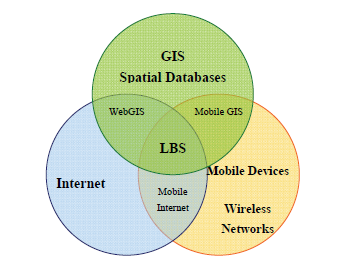 GIS
Spatial Databases
WebGIS
Mobile GIS
LBS
Internet
Mobile
Internet
Mobile Devices
Wireless
Networks